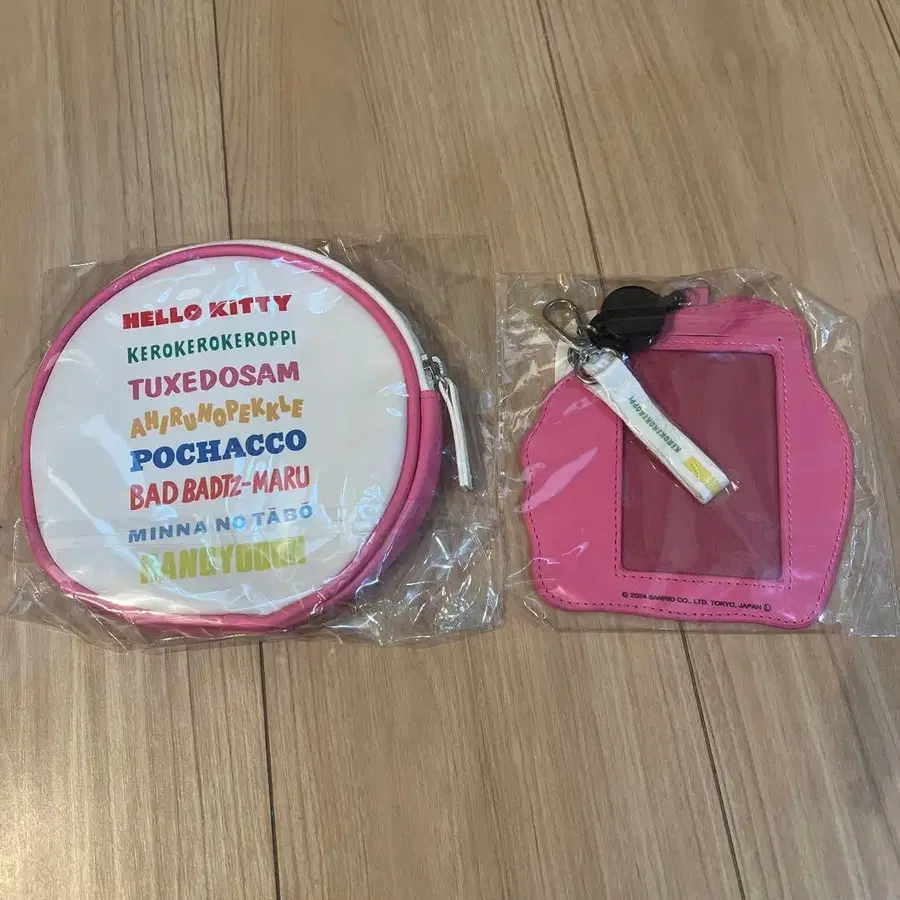 HELLO KITTY
KEROKEROKEROPPI
TUXEDOSAM
AHIRUNOPEKKLE
POCHACCO
BAD BADTZ-MARU
MINNA NO TĀBŌ
HANGYODON
KEROKEROKEROPPI
© 2024 SANRIO CO., LTD. TOKYO, JAPAN Ⓛ